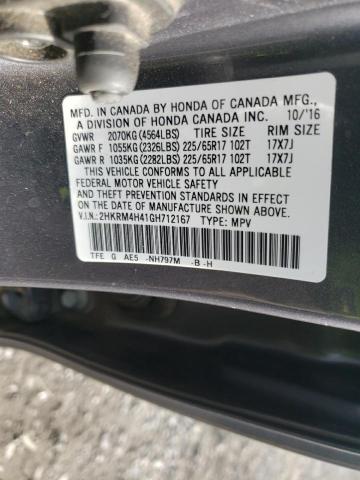 MFD. IN CANADA BY HONDA OF CANADA MFG.,
A DIVISION OF HONDA CANADA INC. 10/'16
GVWR 2070KG (4564LBS) TIRE SIZE RIM SIZE
GAWR F 1055KG (2326LBS) 225/65R17 102T 17X7J
GAWR R 1035KG (2282LBS) 225/65R17 102T 17X7J
THIS VEHICLE CONFORMS TO ALL APPLICABLE
FEDERAL MOTOR VEHICLE SAFETY, BUMPER,
AND THEFT PREVENTION STANDARDS IN EFFECT
ON THE DATE OF MANUFACTURE SHOWN ABOVE.
V.I.N.: 2HKRM4H41GH712167 TYPE: MPV
TFE G AE5 -NH797M -B -H